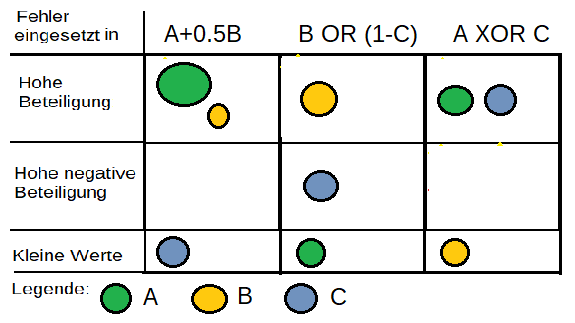 Fehler
eingesetzt in
A+0.5B
B OR (1-C)
A XOR C
Hohe
Beteiligung
Hohe negative
Beteiligung
Kleine Werte
Legende:
A
B
C